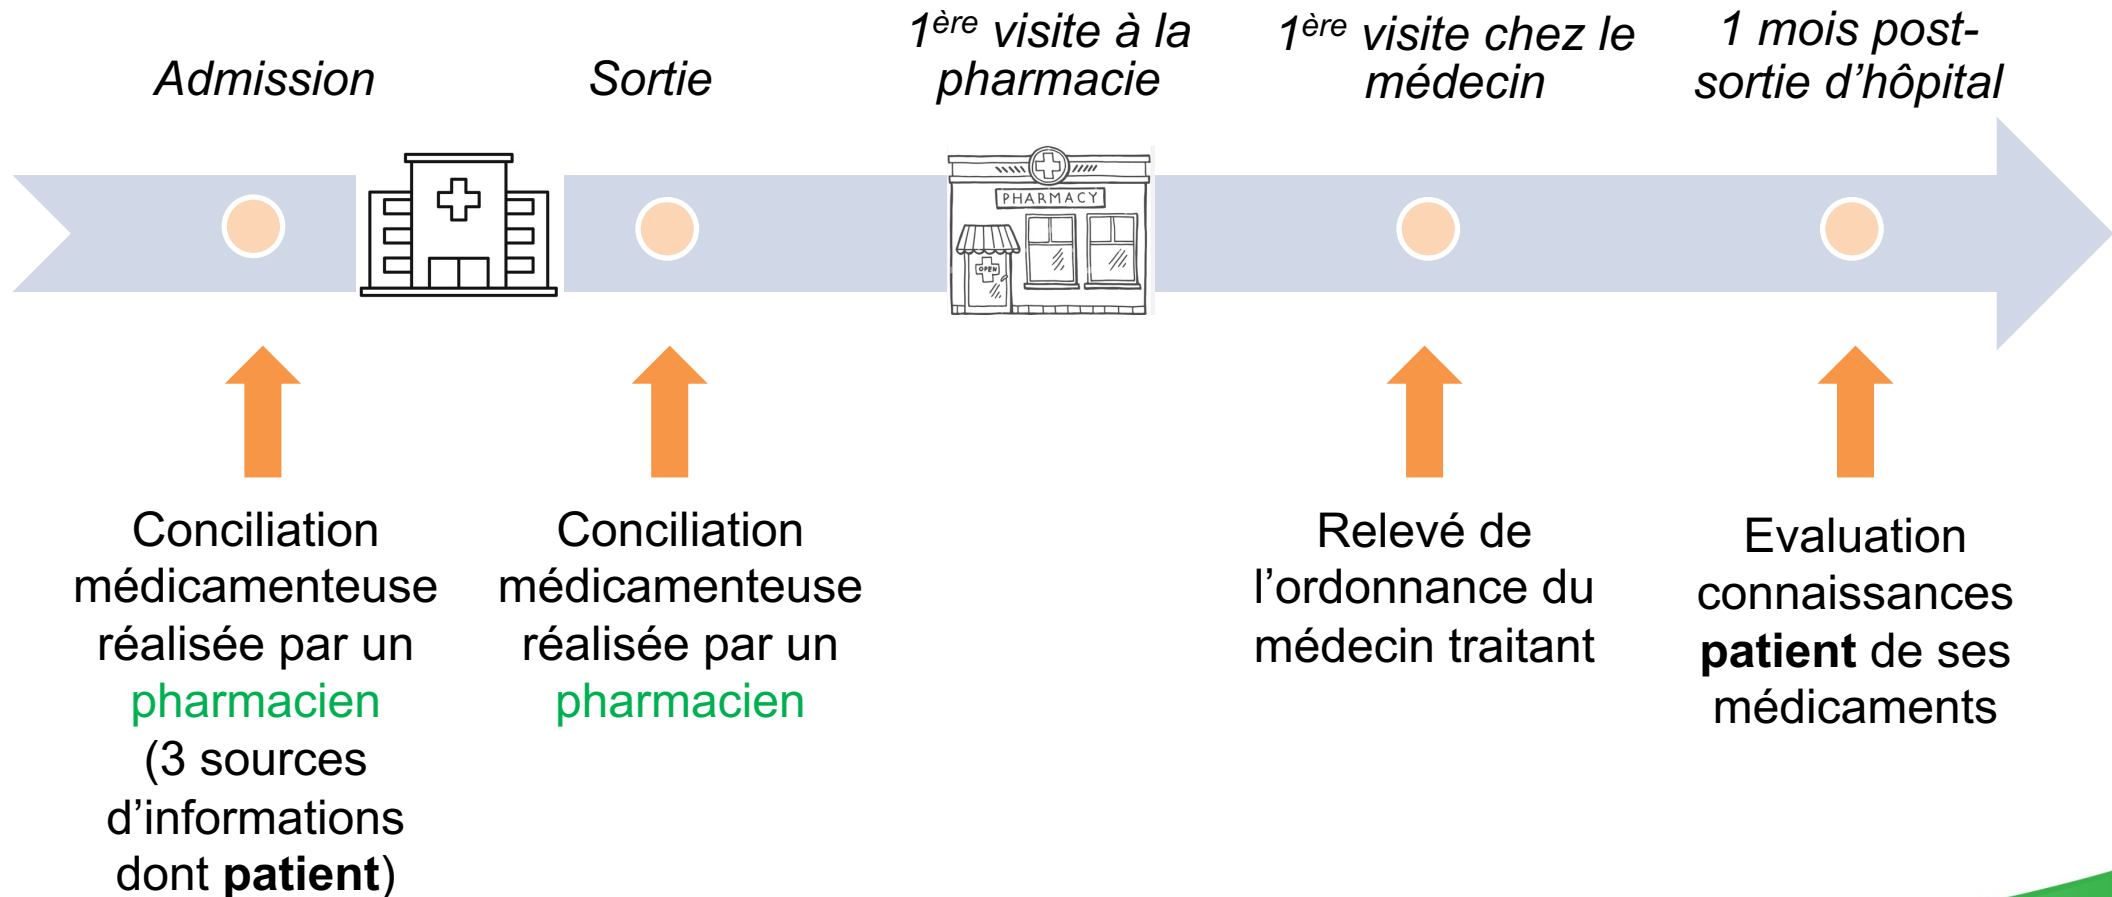 Admission
Sortie
1ère visite à la
pharmacie
1ère visite chez le
médecin
1 mois post-
sortie d’hôpital
PHARMACY
OPEN
Conciliation
médicamenteuse
réalisée par un
pharmacien
(3 sources
d’informations
dont patient)
Conciliation
médicamenteuse
réalisée par un
pharmacien
Relevé de
l’ordonnance du
médecin traitant
Evaluation
connaissances
patient de ses
médicaments